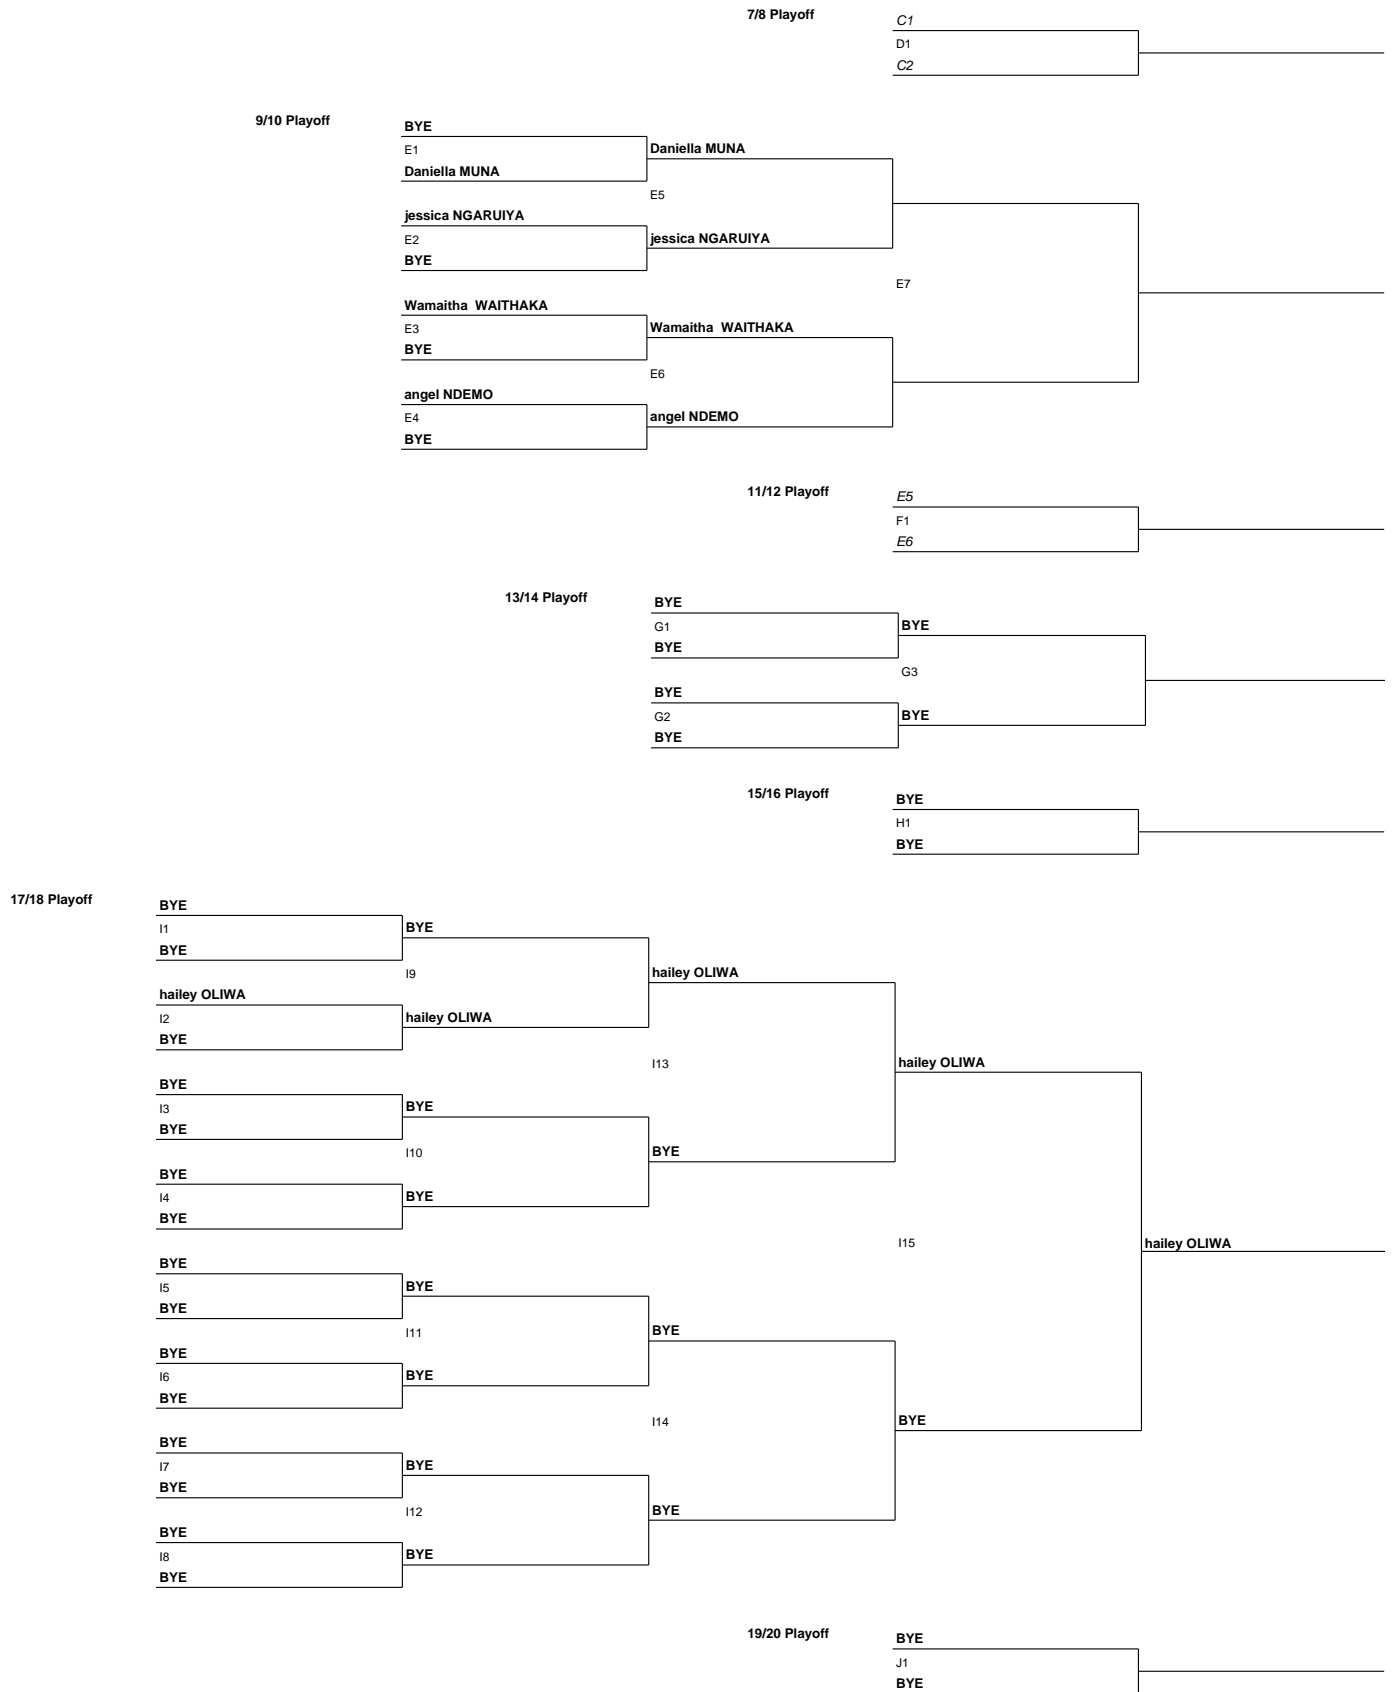 7/8 Playoff
C1
D1
C2
9/10 Playoff
BYE
E1
Daniella MUNA
Daniella MUNA
E5
jessica NGARUIYA
E2
jessica NGARUIYA
BYE
E7
Wamaitha  WAITHAKA
E3
Wamaitha  WAITHAKA
BYE
E6
angel NDEMO
E4
angel NDEMO
BYE
11/12 Playoff
E5
F1
E6
13/14 Playoff
BYE
G1
BYE
BYE
G3
BYE
G2
BYE
BYE
15/16 Playoff
BYE
H1
BYE
17/18 Playoff
BYE
I1
BYE
BYE
I9
hailey OLIWA
hailey OLIWA
I2
hailey OLIWA
BYE
I13
hailey OLIWA
BYE
I3
BYE
BYE
I10
BYE
BYE
I4
BYE
BYE
I15
hailey OLIWA
BYE
I5
BYE
BYE
I11
BYE
BYE
I6
BYE
BYE
I14
BYE
BYE
I7
BYE
BYE
I12
BYE
BYE
I8
BYE
BYE
19/20 Playoff
BYE
J1
BYE